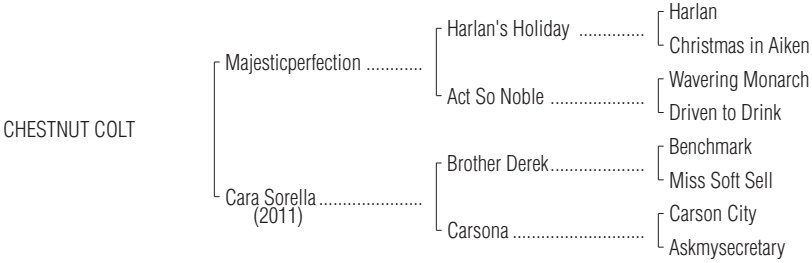 Harlan
Harlan's Holiday ..............
Christmas in Aiken
Majesticperfection ............
Wavering Monarch
Act So Noble ....................
Driven to Drink
CHESTNUT COLT
Benchmark
Brother Derek....................
Miss Soft Sell
Cara Sorella......................
(2011)
Carson City
Carsona ............................
Askmysecretary